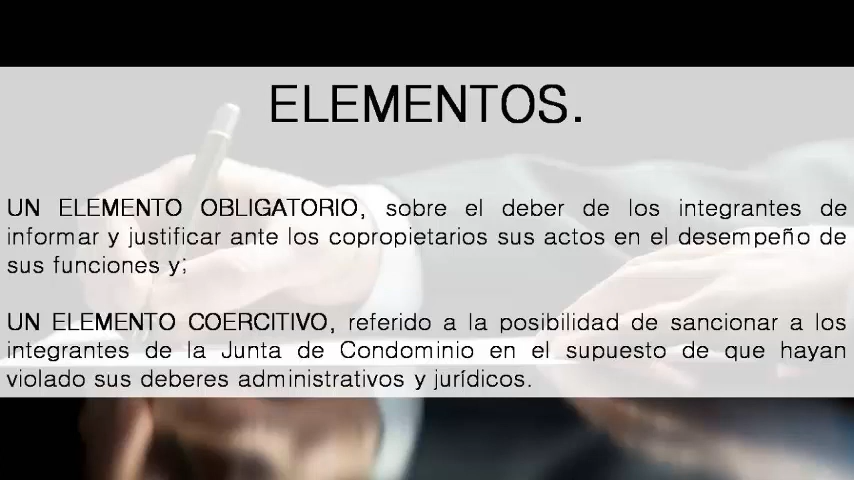 ELEMENTOS.
UN ELEMENTO OBLIGATORIO, sobre el deber de los integrantes de
informar y justificar ante los copropietarios sus actos en el desempeño de
sus funciones y;
UN ELEMENTO COERCITIVO, referido a la posibilidad de sancionar a los
integrantes de la Junta de Condominio en el supuesto de que hayan
violado sus deberes administrativos y jurídicos.